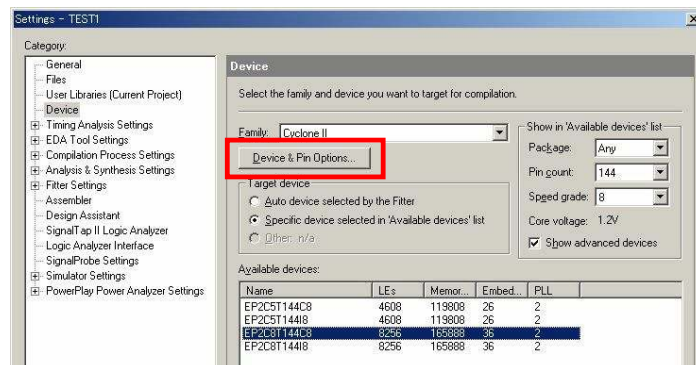 Settings - TEST1
Category:
General
Files
User Libraries (Current Project)
Device
Timing Analysis Settings
EDA Tool Settings
Compilation Process Settings
Analysis & Synthesis Settings
Fitter Settings
Assembler
Design Assistant
SignalTap II Logic Analyzer
Logic Analyzer Interface
SignalProbe Settings
Simulator Settings
PowerPlay Power Analyzer Settings
Device
Select the family and device you want to target for compilation.
Family: Cyclone II
Device & Pin Options...
Target device
Auto device selected by the Fitter
Specific device selected in 'Available devices' list
Other: n/a
Show in 'Available devices' list
Package: Any
Pin count: 144
Speed grade: 8
Core voltage: 1.2V
Show advanced devices
Available devices:
Name LEs Memor... Embed... PLL
EP2C5T144C8 4608 119808 26 2
EP2C5T144I8 4608 119808 26 2
EP2C8T144C8 8256 165888 36 2
EP2C8T144I8 8256 165888 36 2